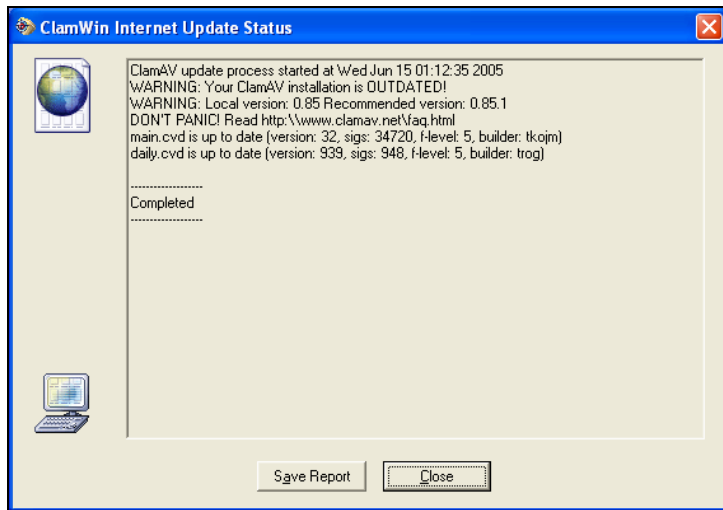 ClamWin Internet Update Status
ClamAV update process started at Wed Jun 15 01:12:35 2005
WARNING: Your ClamAV installation is OUTDATED!
WARNING: Local version: 0.85 Recommended version: 0.85.1
DON'T PANIC! Read http:\\www.clamav.net\faq.html
main.cvd is up to date (version: 32, sigs: 34720, f-level: 5, builder: tkojm)
daily.cvd is up to date (version: 939, sigs: 948, f-level: 5, builder: trog)
------------------
Completed
------------------
Save Report
Close